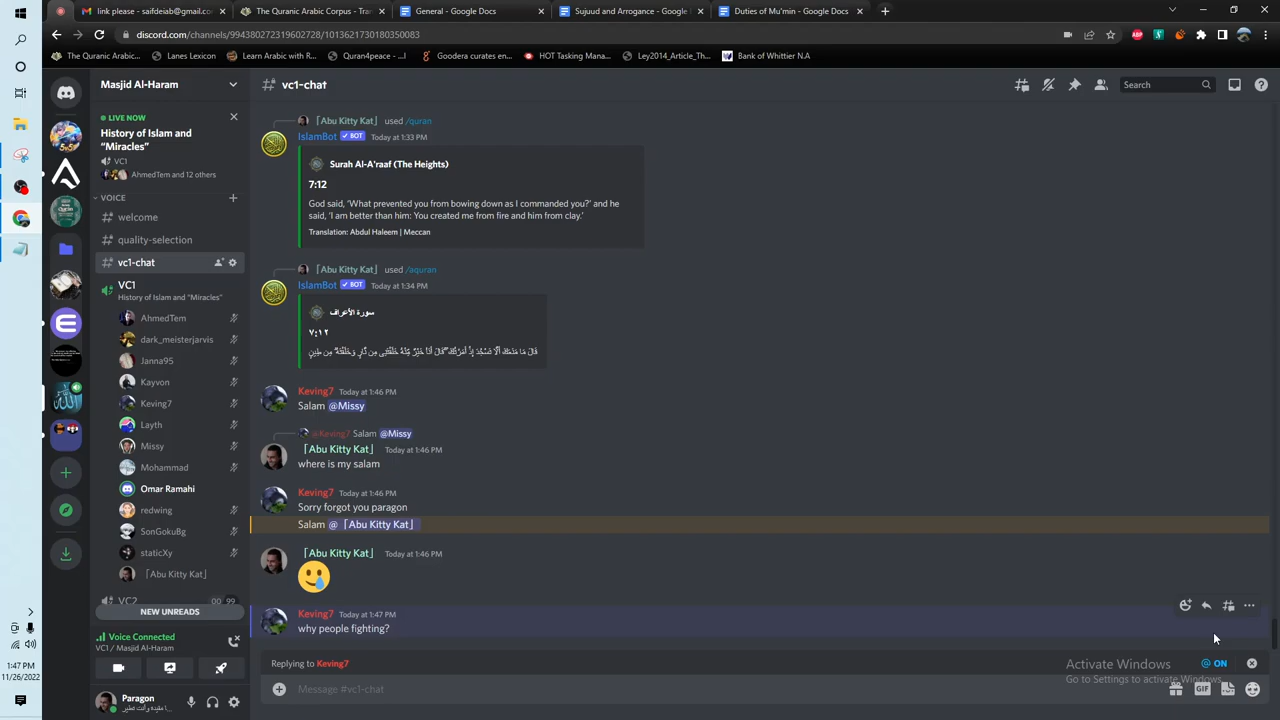 link please - saifdeiab@gmail.co
The Quranic Arabic Corpus - Tran
General - Google Docs
Sujuud and Arrogance - Google
Duties of Mu'min - Google Docs
discord.com/channels/994380272319602728/1013621730180350083
The Quranic Arabic...
Lanes Lexicon
Learn Arabic with R...
Quran4peace - ...
Goodera curates en...
HOT Tasking Mana...
Ley2014_Article_Th...
Bank of Whittier N.A
Masjid Al-Haram
vc1-chat
Search
LIVE NOW
History of Islam and
“Miracles”
VC1
AhmedTem and 12 others
VOICE
welcome
quality-selection
vc1-chat
VC1
History of Islam and "Miracles"
AhmedTem
dark_meisterjarvis
Janna95
Kayvon
Keving7
Layth
Missy
Mohammad
Omar Ramahi
redwing
SonGokuBg
staticXy
「Abu Kitty Kat」
VC2 00 99
NEW UNREADS
Voice Connected
VC1 / Masjid Al-Haram
Paragon
「Abu Kitty Kat」 used /quran
IslamBot BOT Today at 1:33 PM
Surah Al-A'raaf (The Heights)
7:12
God said, ‘What prevented you from bowing down as I commanded you?’ and he
said, ‘I am better than him: You created me from fire and him from clay.’
Translation: Abdul Haleem | Meccan
「Abu Kitty Kat」 used /aquran
IslamBot BOT Today at 1:34 PM
سورة الأعراف
٧:١٢
قَالَ مَا مَنَعَكَ أَلَّا تَسْجُدَ إِذْ أَمَرْتُكَ ۖ قَالَ أَنَا۠ خَيْرٌ مِّنْهُ خَلَقْتَنِى مِن نَّارٍ وَخَلَقْتَهُۥ مِن طِينٍ
Keving7 Today at 1:46 PM
Salam @Missy
@Keving7 Salam @Missy
「Abu Kitty Kat」 Today at 1:46 PM
where is my salam
Keving7 Today at 1:46 PM
Sorry forgot you paragon
Salam @「Abu Kitty Kat」
「Abu Kitty Kat」 Today at 1:46 PM
Keving7 Today at 1:47 PM
why people fighting?
Replying to Keving7
@ ON
Message #vc1-chat
GIF
Activate Windows
Go to Settings to activate Windows.
1:47 PM
11/26/2022